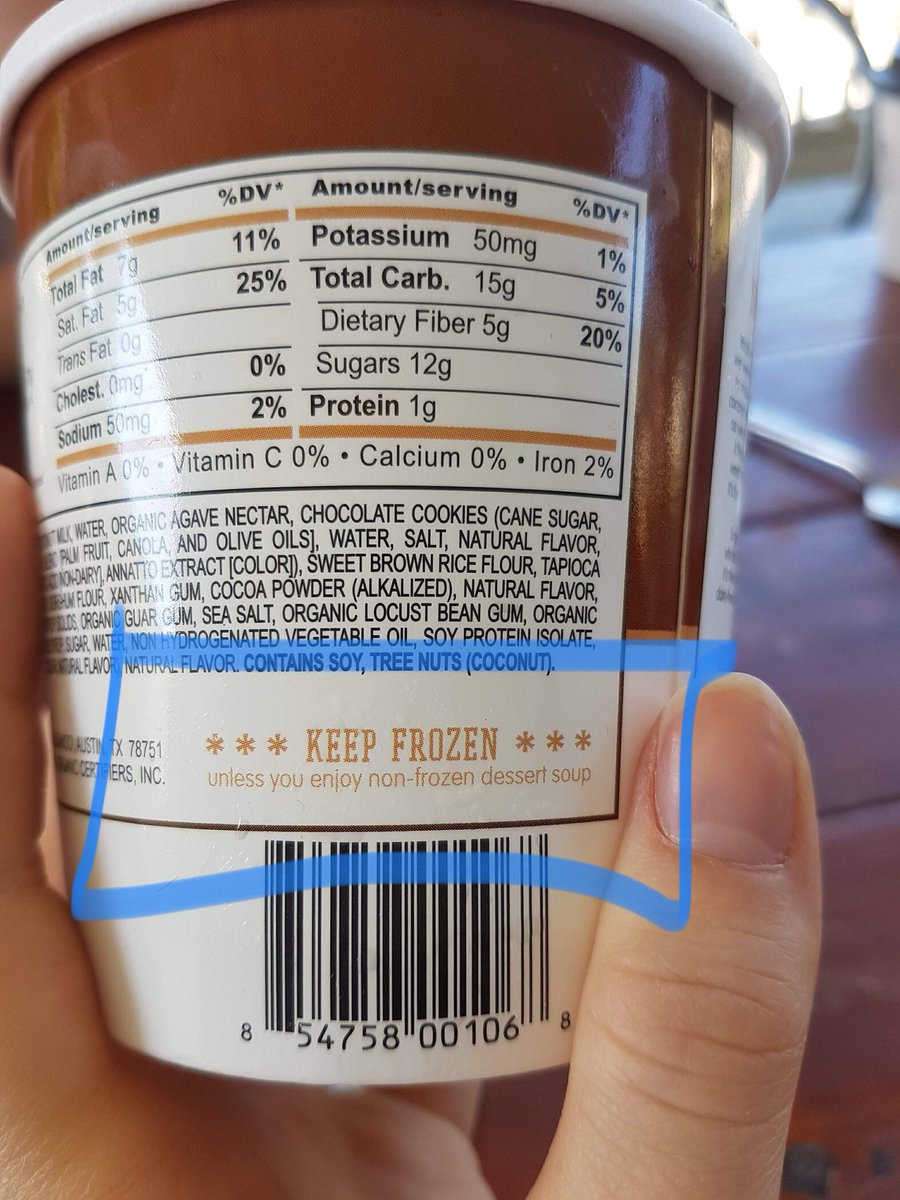 Amount/serving %DV*
Total Fat 7g 11%
Sat. Fat 5g 25%
Trans Fat 0g
Cholest. 0mg 0%
Sodium 50mg 2%
Amount/serving %DV*
Potassium 50mg 1%
Total Carb. 15g 5%
Dietary Fiber 5g 20%
Sugars 12g
Protein 1g
Vitamin A 0% • Vitamin C 0% • Calcium 0% • Iron 2%
MILK WATER, ORGANIC AGAVE NECTAR, CHOCOLATE COOKIES (CANE SUGAR,
PALM FRUIT, CANOLA, AND OLIVE OILS], WATER, SALT, NATURAL FLAVOR,
NON-DAIRY], ANNATTO EXTRACT [COLOR]), SWEET BROWN RICE FLOUR, TAPIOCA
FLOUR, XANTHAN GUM, COCOA POWDER (ALKALIZED), NATURAL FLAVOR,
ORGANIC GUAR GUM, SEA SALT, ORGANIC LOCUST BEAN GUM, ORGANIC
SUGAR, WATER, NON HYDROGENATED VEGETABLE OIL, SOY PROTEIN ISOLATE,
NATURAL FLAVOR) NATURAL FLAVOR. CONTAINS SOY, TREE NUTS (COCONUT).
AUSTIN, TX 78751
INC.
*** KEEP FROZEN ***
unless you enjoy non-frozen dessert soup
8 54758 00106 8